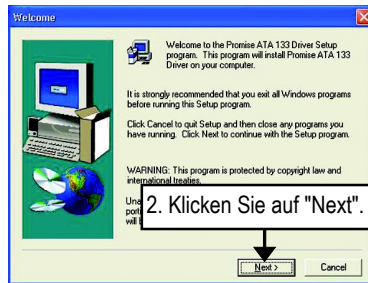 Welcome
Welcome to the Promise ATA 133 Driver Setup
program. This program will install Promise ATA 133
Driver on your computer.
It is strongly recommended that you exit all Windows programs
before running this Setup program.
Click Cancel to quit Setup and then close any programs you
have running. Click Next to continue with the Setup program.
WARNING: This program is protected by copyright law and
international treaties.
2. Klicken Sie auf "Next".
Next >
Cancel